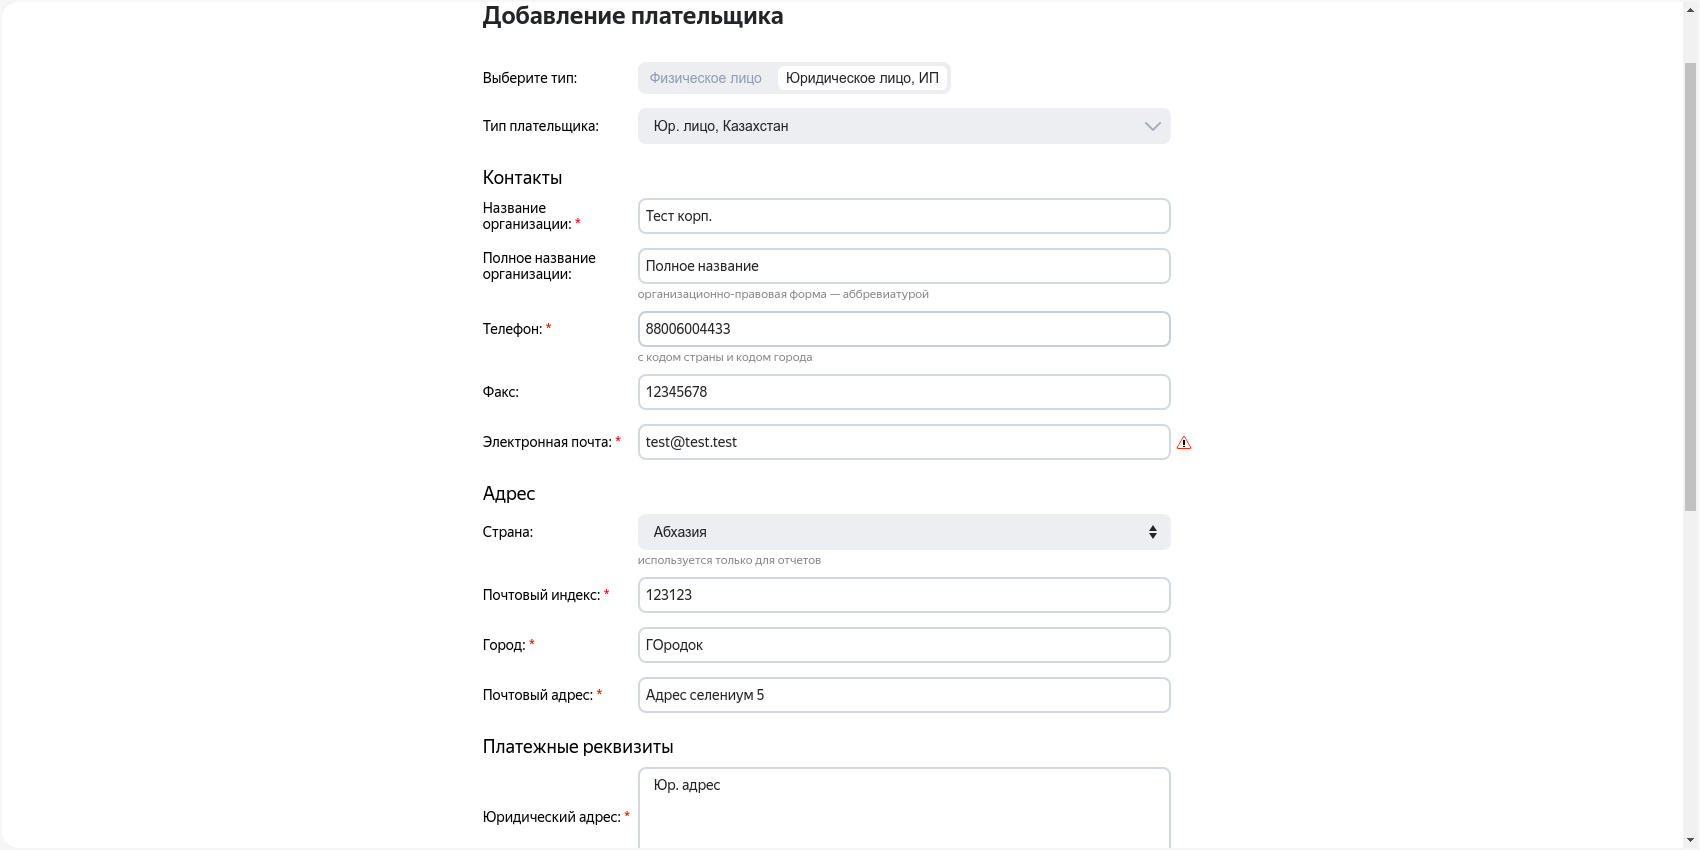 Добавление плательщика
Выберите тип:
Физическое лицо
Юридическое лицо, ИП
Тип плательщика:
Юр. лицо, Казахстан
Контакты
Название
организации: *
Тест корп.
Полное название
организации:
Полное название
организационно-правовая форма — аббревиатурой
Телефон: *
88006004433
с кодом страны и кодом города
Факс:
12345678
Электронная почта: *
test@test.test
Адрес
Страна:
Абхазия
используется только для отчетов
Почтовый индекс: *
123123
Город: *
ГОродок
Почтовый адрес: *
Адрес селениум 5
Платежные реквизиты
Юр. адрес
Юридический адрес: *